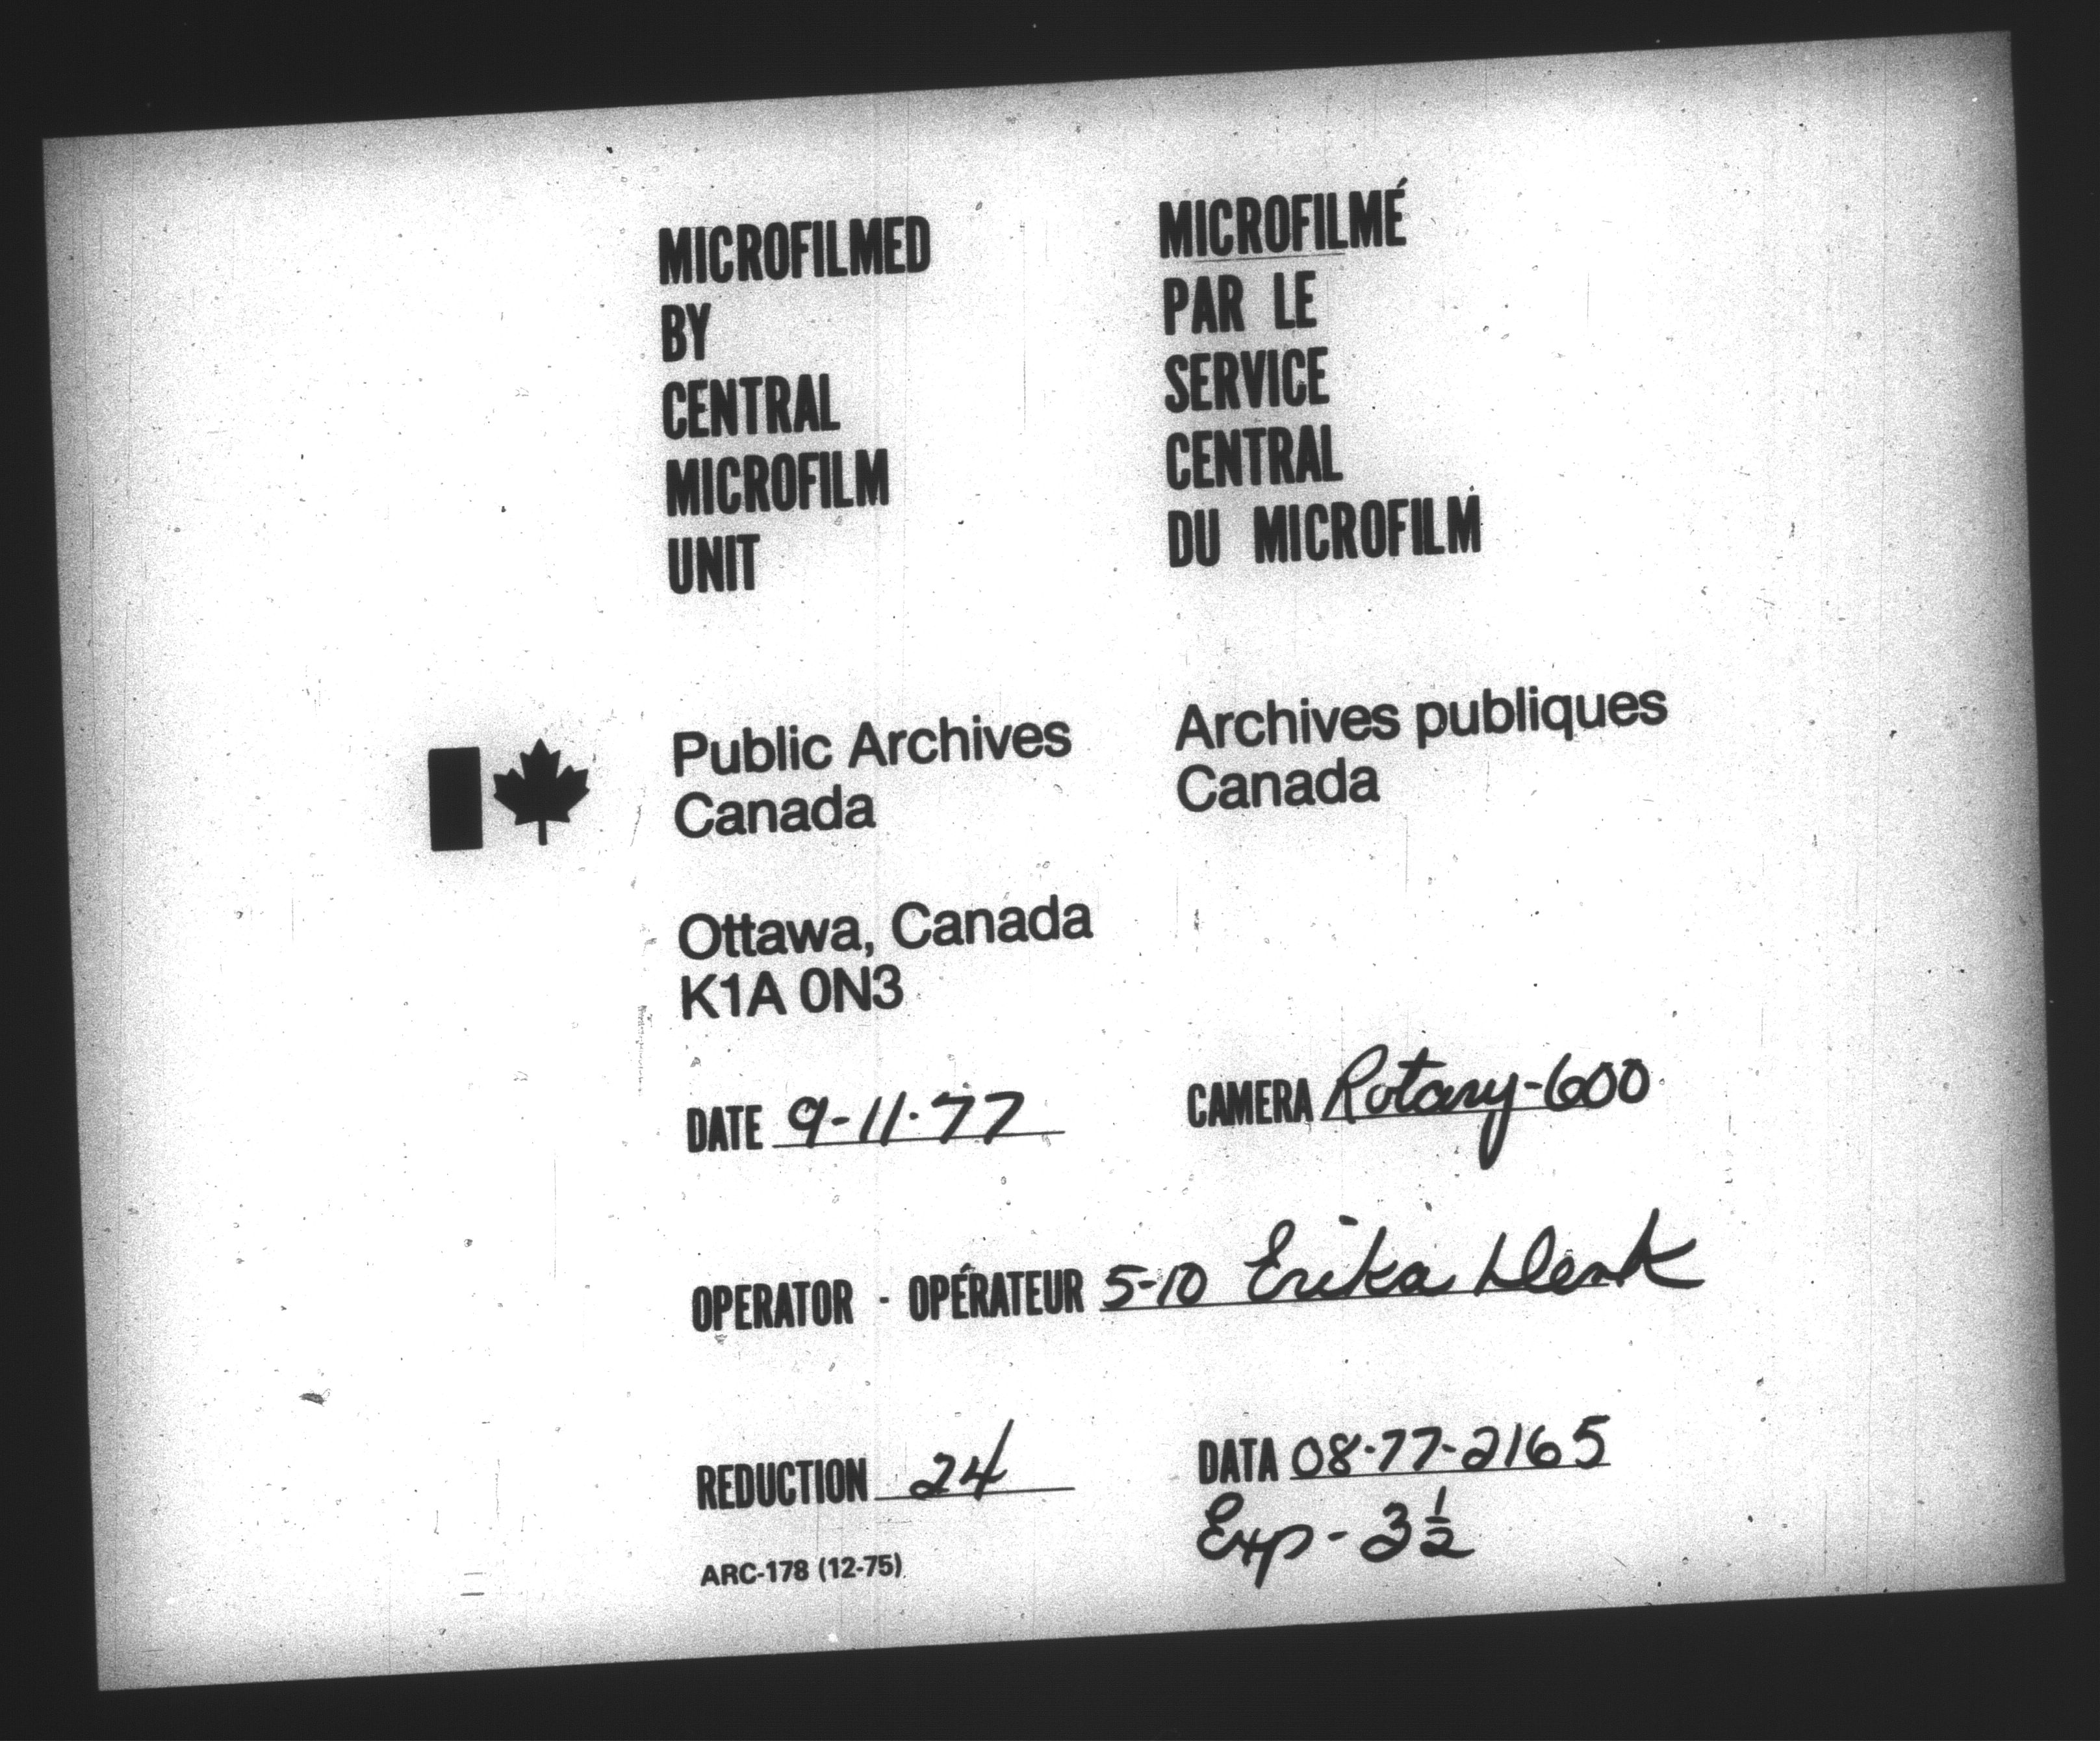 MICROFILMED
BY
CENTRAL
MICROFILM
UNIT
MICROFILMÉ
PAR LE
SERVICE
CENTRAL
DU MICROFILM
Public Archives
Canada
Archives publiques
Canada
Ottawa, Canada
K1A 0N3
DATE 9-11-77
CAMERA Rotary-600
OPERATOR - OPÉRATEUR 5-10 Erika
REDUCTION 24
DATA 08-77-2165
Exp - 3 ½
ARC-178 (12-75)